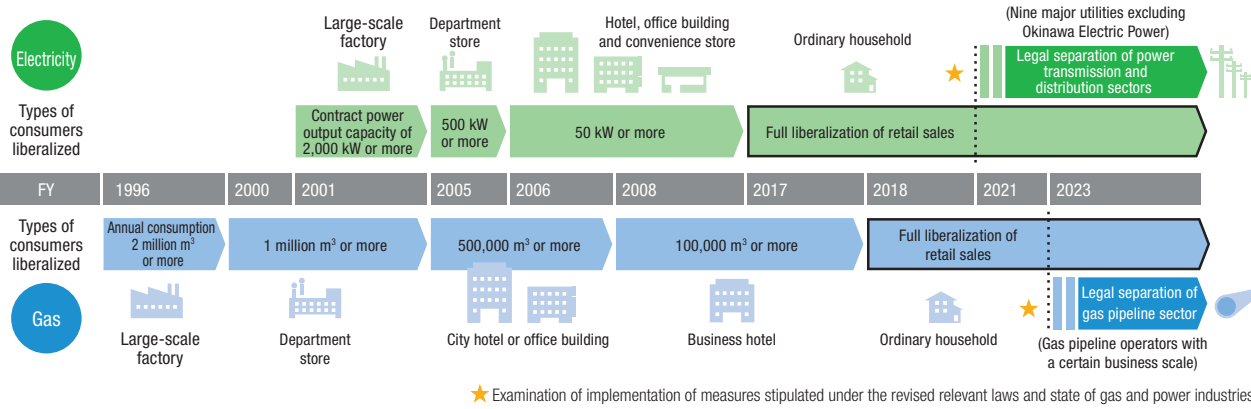 (Nine major utilities excluding
Okinawa Electric Power)
Large-scale
factory
Department
store
Hotel, office building
and convenience store
Ordinary household
Electricity
Legal separation of power
transmission and
distribution sectors
Types of
consumers
liberalized
Contract power
output capacity of
2,000 kW or more
500 kW
or more
50 kW or more
Full liberalization of retail sales
FY 1996 2000 2001 2005 2006 2008 2017 2018 2021 2023
Types of
consumers
liberalized
Annual consumption
2 million m³
or more
1 million m³ or more
500,000 m³ or more
100,000 m³ or more
Full liberalization of
retail sales
Gas
Large-scale
factory
Department
store
City hotel or office building
Business hotel
Ordinary household
Legal separation of
gas pipeline sector
(Gas pipeline operators with
a certain business scale)
★ Examination of implementation of measures stipulated under the revised relevant laws and state of gas and power industries